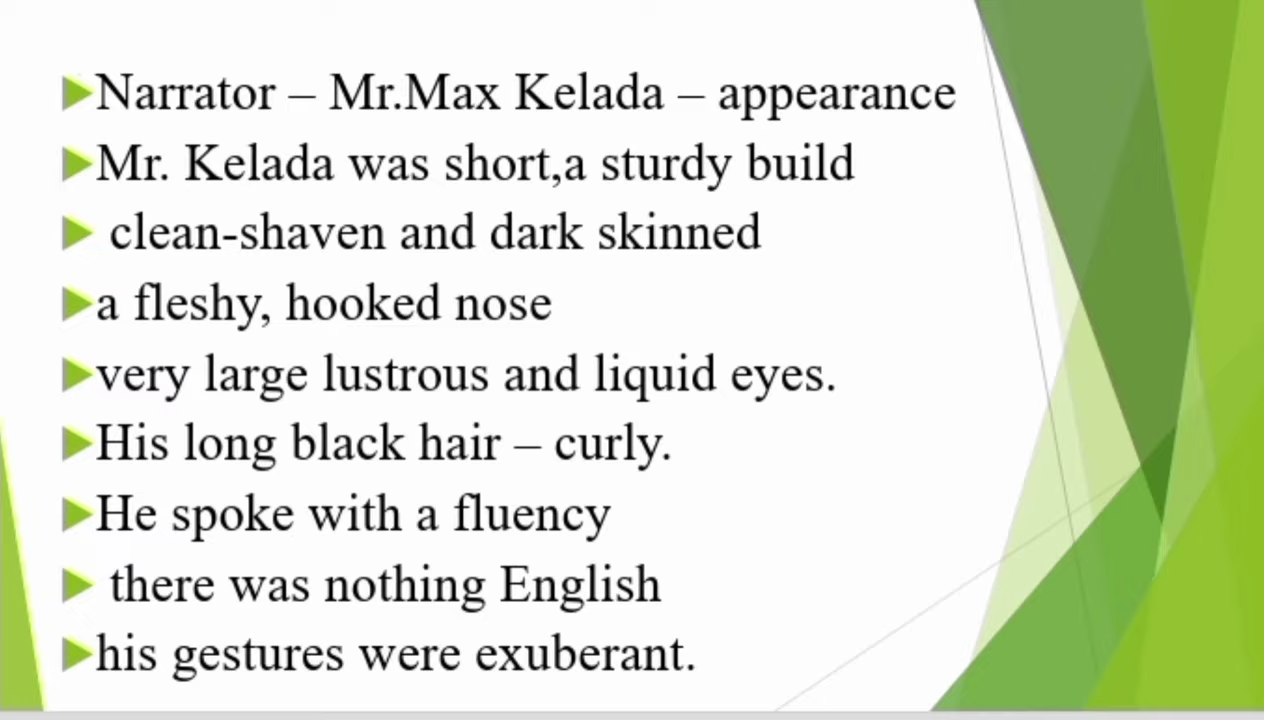 Narrator – Mr.Max Kelada – appearance
Mr. Kelada was short,a sturdy build
clean-shaven and dark skinned
a fleshy, hooked nose
very large lustrous and liquid eyes.
His long black hair – curly.
He spoke with a fluency
there was nothing English
his gestures were exuberant.